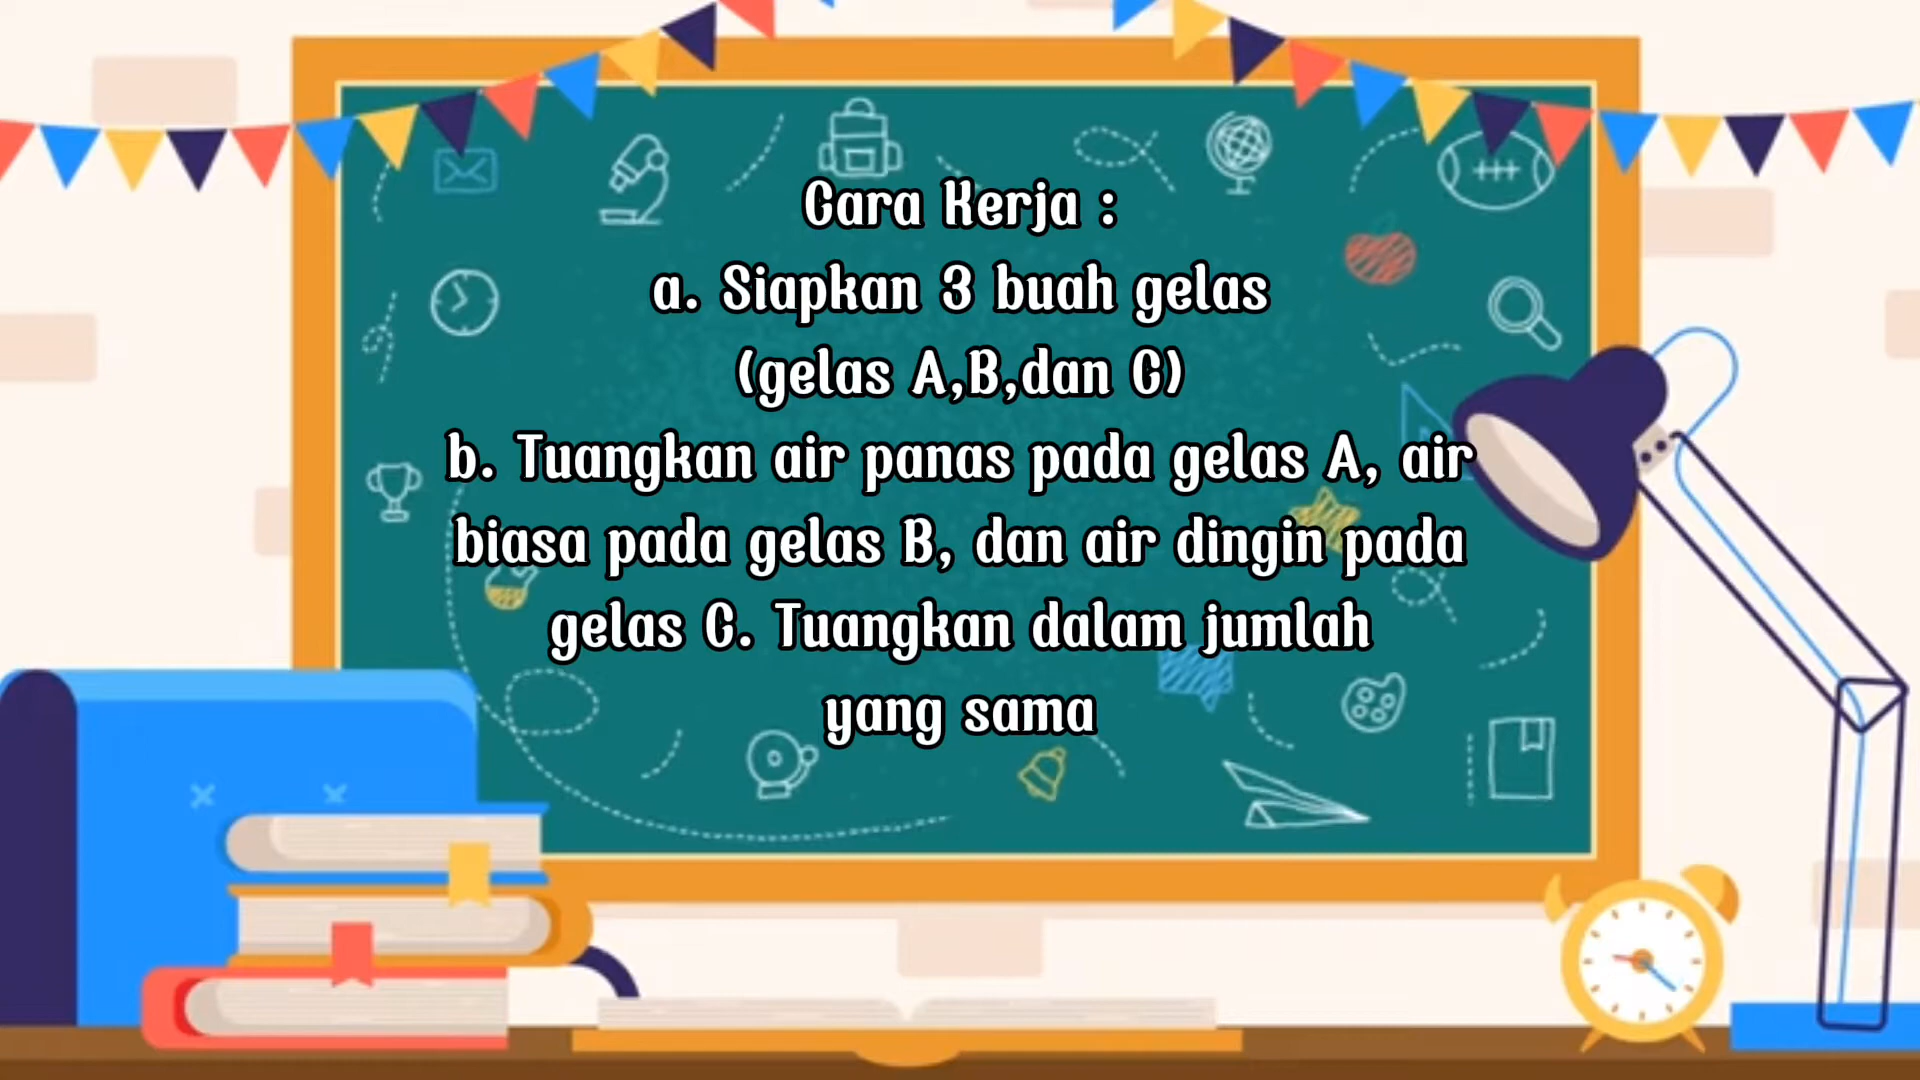 Cara Kerja :
a. Siapkan 3 buah gelas
(gelas A,B,dan C)
b. Tuangkan air panas pada gelas A, air
biasa pada gelas B, dan air dingin pada
gelas C. Tuangkan dalam jumlah
yang sama